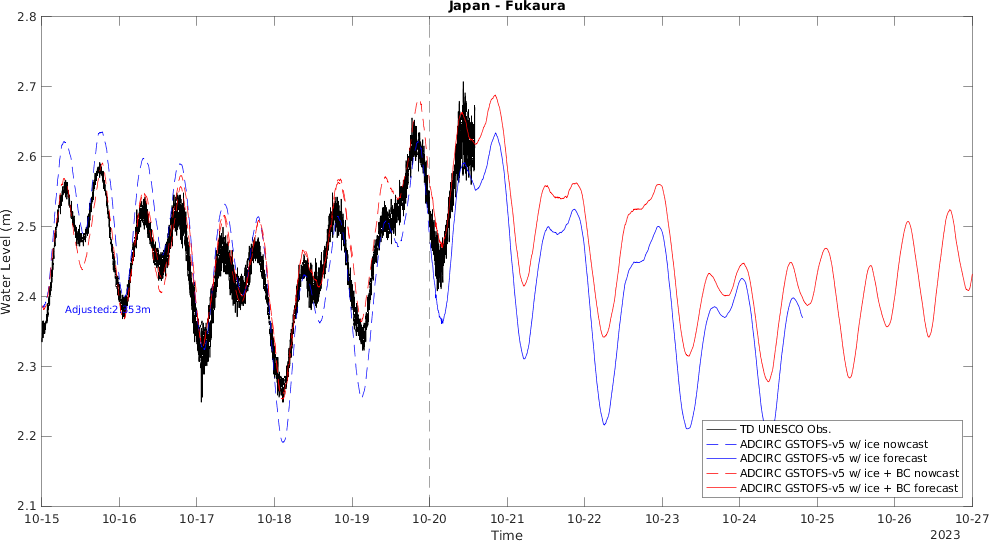 Japan - Fukaura
2.8
2.7
2.6
2.5
2.4
2.3
2.2
2.1
Water Level (m)
TD UNESCO Obs.
ADCIRC GSTOFS-v5 w/ ice nowcast
ADCIRC GSTOFS-v5 w/ ice forecast
ADCIRC GSTOFS-v5 w/ ice + BC nowcast
ADCIRC GSTOFS-v5 w/ ice + BC forecast
10-15 10-16 10-17 10-18 10-19 10-20 10-21 10-22 10-23 10-24 10-25 10-26 10-27
Time
2023